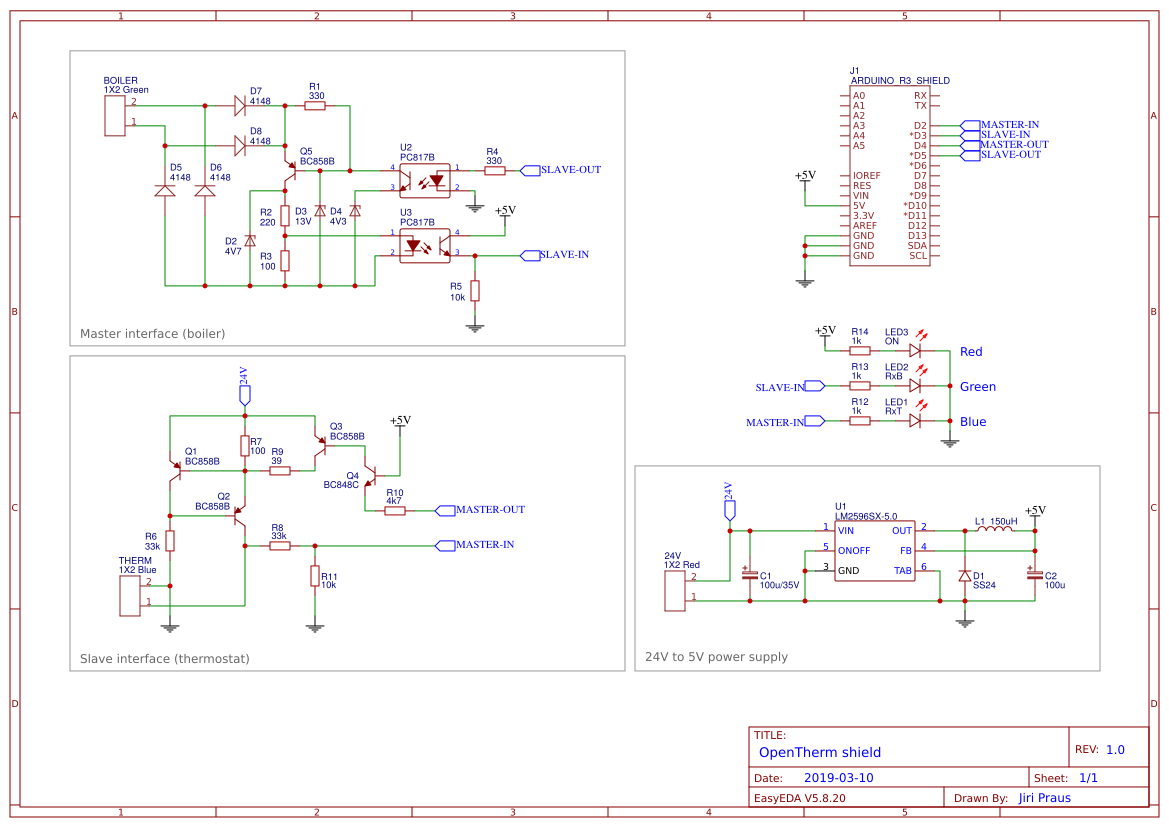 1 2 3 4 5
A
B
C
D
A
B
C
D
1 2 3 4 5
BOILER
1X2 Green
2
1
D7
4148
R1
330
D8
4148
D5
4148
D6
4148
Q5
BC858B
U2
PC817B
4
3
1
2
R4
330
SLAVE-OUT
R2
220
D3
13V
D4
4V3
U3
PC817B
1
2
4
3
+5V
D2
4V7
R3
100
SLAVE-IN
R5
10k
Master interface (boiler)
24V
Q1
BC858B
R7
100
R9
39
Q3
BC858B
+5V
Q4
BC848C
Q2
BC858B
R10
4k7
MASTER-OUT
R6
33k
R8
33k
MASTER-IN
THERM
1X2 Blue
2
1
R11
10k
Slave interface (thermostat)
J1
ARDUINO_R3_SHIELD
A0
A1
A2
A3
A4
A5
IOREF
RES
VIN
5V
3.3V
AREF
GND
GND
GND
RX
TX
D2
*D3
D4
*D5
*D6
D7
D8
*D9
*D10
*D11
D12
D13
SDA
SCL
MASTER-IN
SLAVE-IN
MASTER-OUT
SLAVE-OUT
+5V
+5V
R14
1k
LED3
ON
Red
SLAVE-IN
R13
1k
LED2
RxB
Green
MASTER-IN
R12
1k
LED1
RxT
Blue
24V
24V
1X2 Red
2
1
C1
100u/35V
U1
LM2596SX-5.0
1 VIN OUT 2
5 ONOFF FB 4
3 GND TAB 6
L1 150uH
+5V
D1
SS24
C2
100u
24V to 5V power supply
TITLE:
OpenTherm shield
REV: 1.0
Date: 2019-03-10
Sheet: 1/1
EasyEDA V5.8.20
Drawn By: Jiri Praus